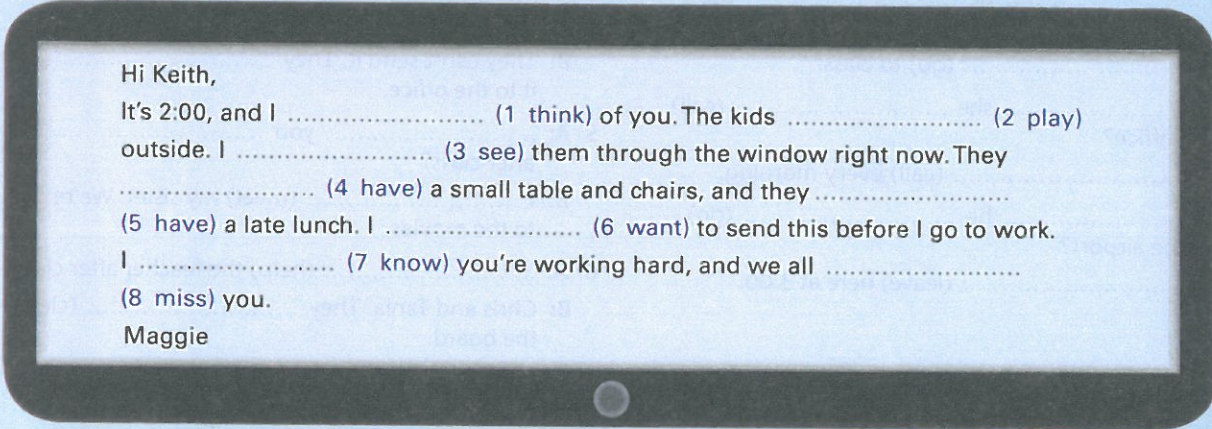 Hi Keith,
It's 2:00, and I ........................... (1 think) of you. The kids ........................... (2 play)
outside. I ........................... (3 see) them through the window right now. They
........................... (4 have) a small table and chairs, and they ...........................
(5 have) a late lunch. I ........................... (6 want) to send this before I go to work.
I ........................... (7 know) you're working hard, and we all ...........................
(8 miss) you.
Maggie